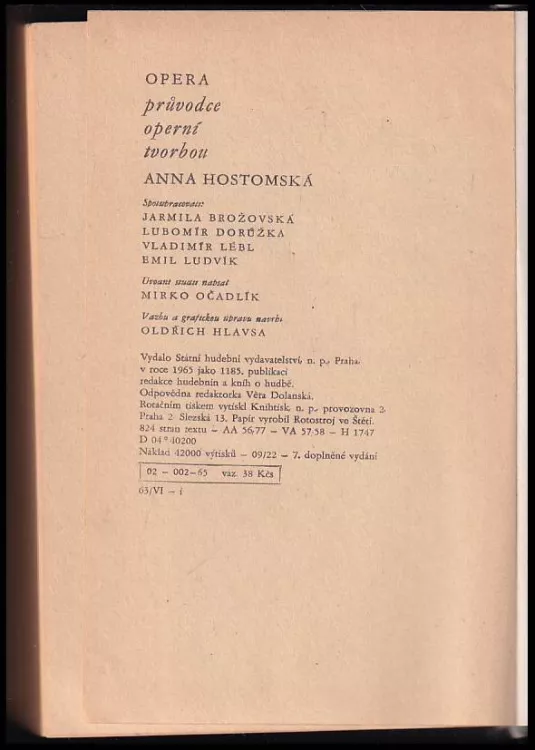 OPERA
průvodce
operní
tvorbou
ANNA HOSTOMSKÁ
Spolupracovali:
JARMILA BROŽOVSKÁ
LUBOMÍR DORŮŽKA
VLADIMÍR LÉBL
EMIL LUDVÍK
Úvodní studii napsal
MIRKO OČADLÍK
Vazbu a grafickou úpravu navrhl
OLDŘICH HLAVSA
Vydalo Státní hudební vydavatelství, n. p., Praha,
v roce 1965 jako 1185. publikaci
redakce hudebnin a knih o hudbě.
Odpovědná redaktorka Věra Dolanská.
Rotačním tiskem vytiskl Knihtisk, n. p., provozovna 2,
Praha 2 Slezská 13. Papír vyrobil Rotostroj ve Štětí.
824 stran textu – AA 56,77 – VA 57,58 – H 1747
D 04*40200
Náklad 42000 výtisků – 09/22 – 7. doplněné vydání
02 – 002-65 váz. 38 Kčs
63/VI – 1